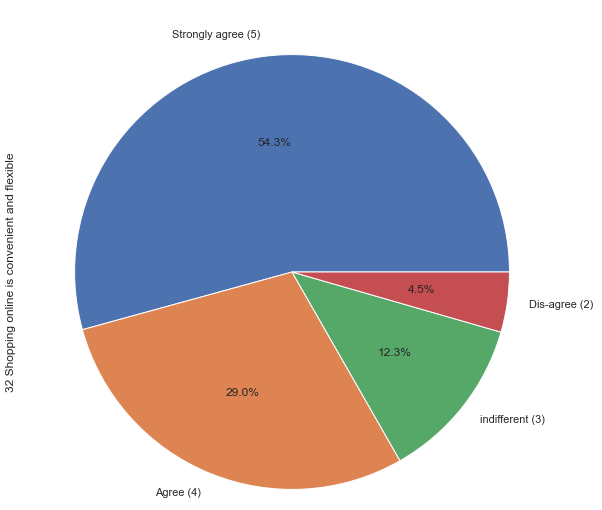 Strongly agree (5)
54.3%
32 Shopping online is convenient and flexible
4.5%
Dis-agree (2)
12.3%
29.0%
indifferent (3)
Agree (4)